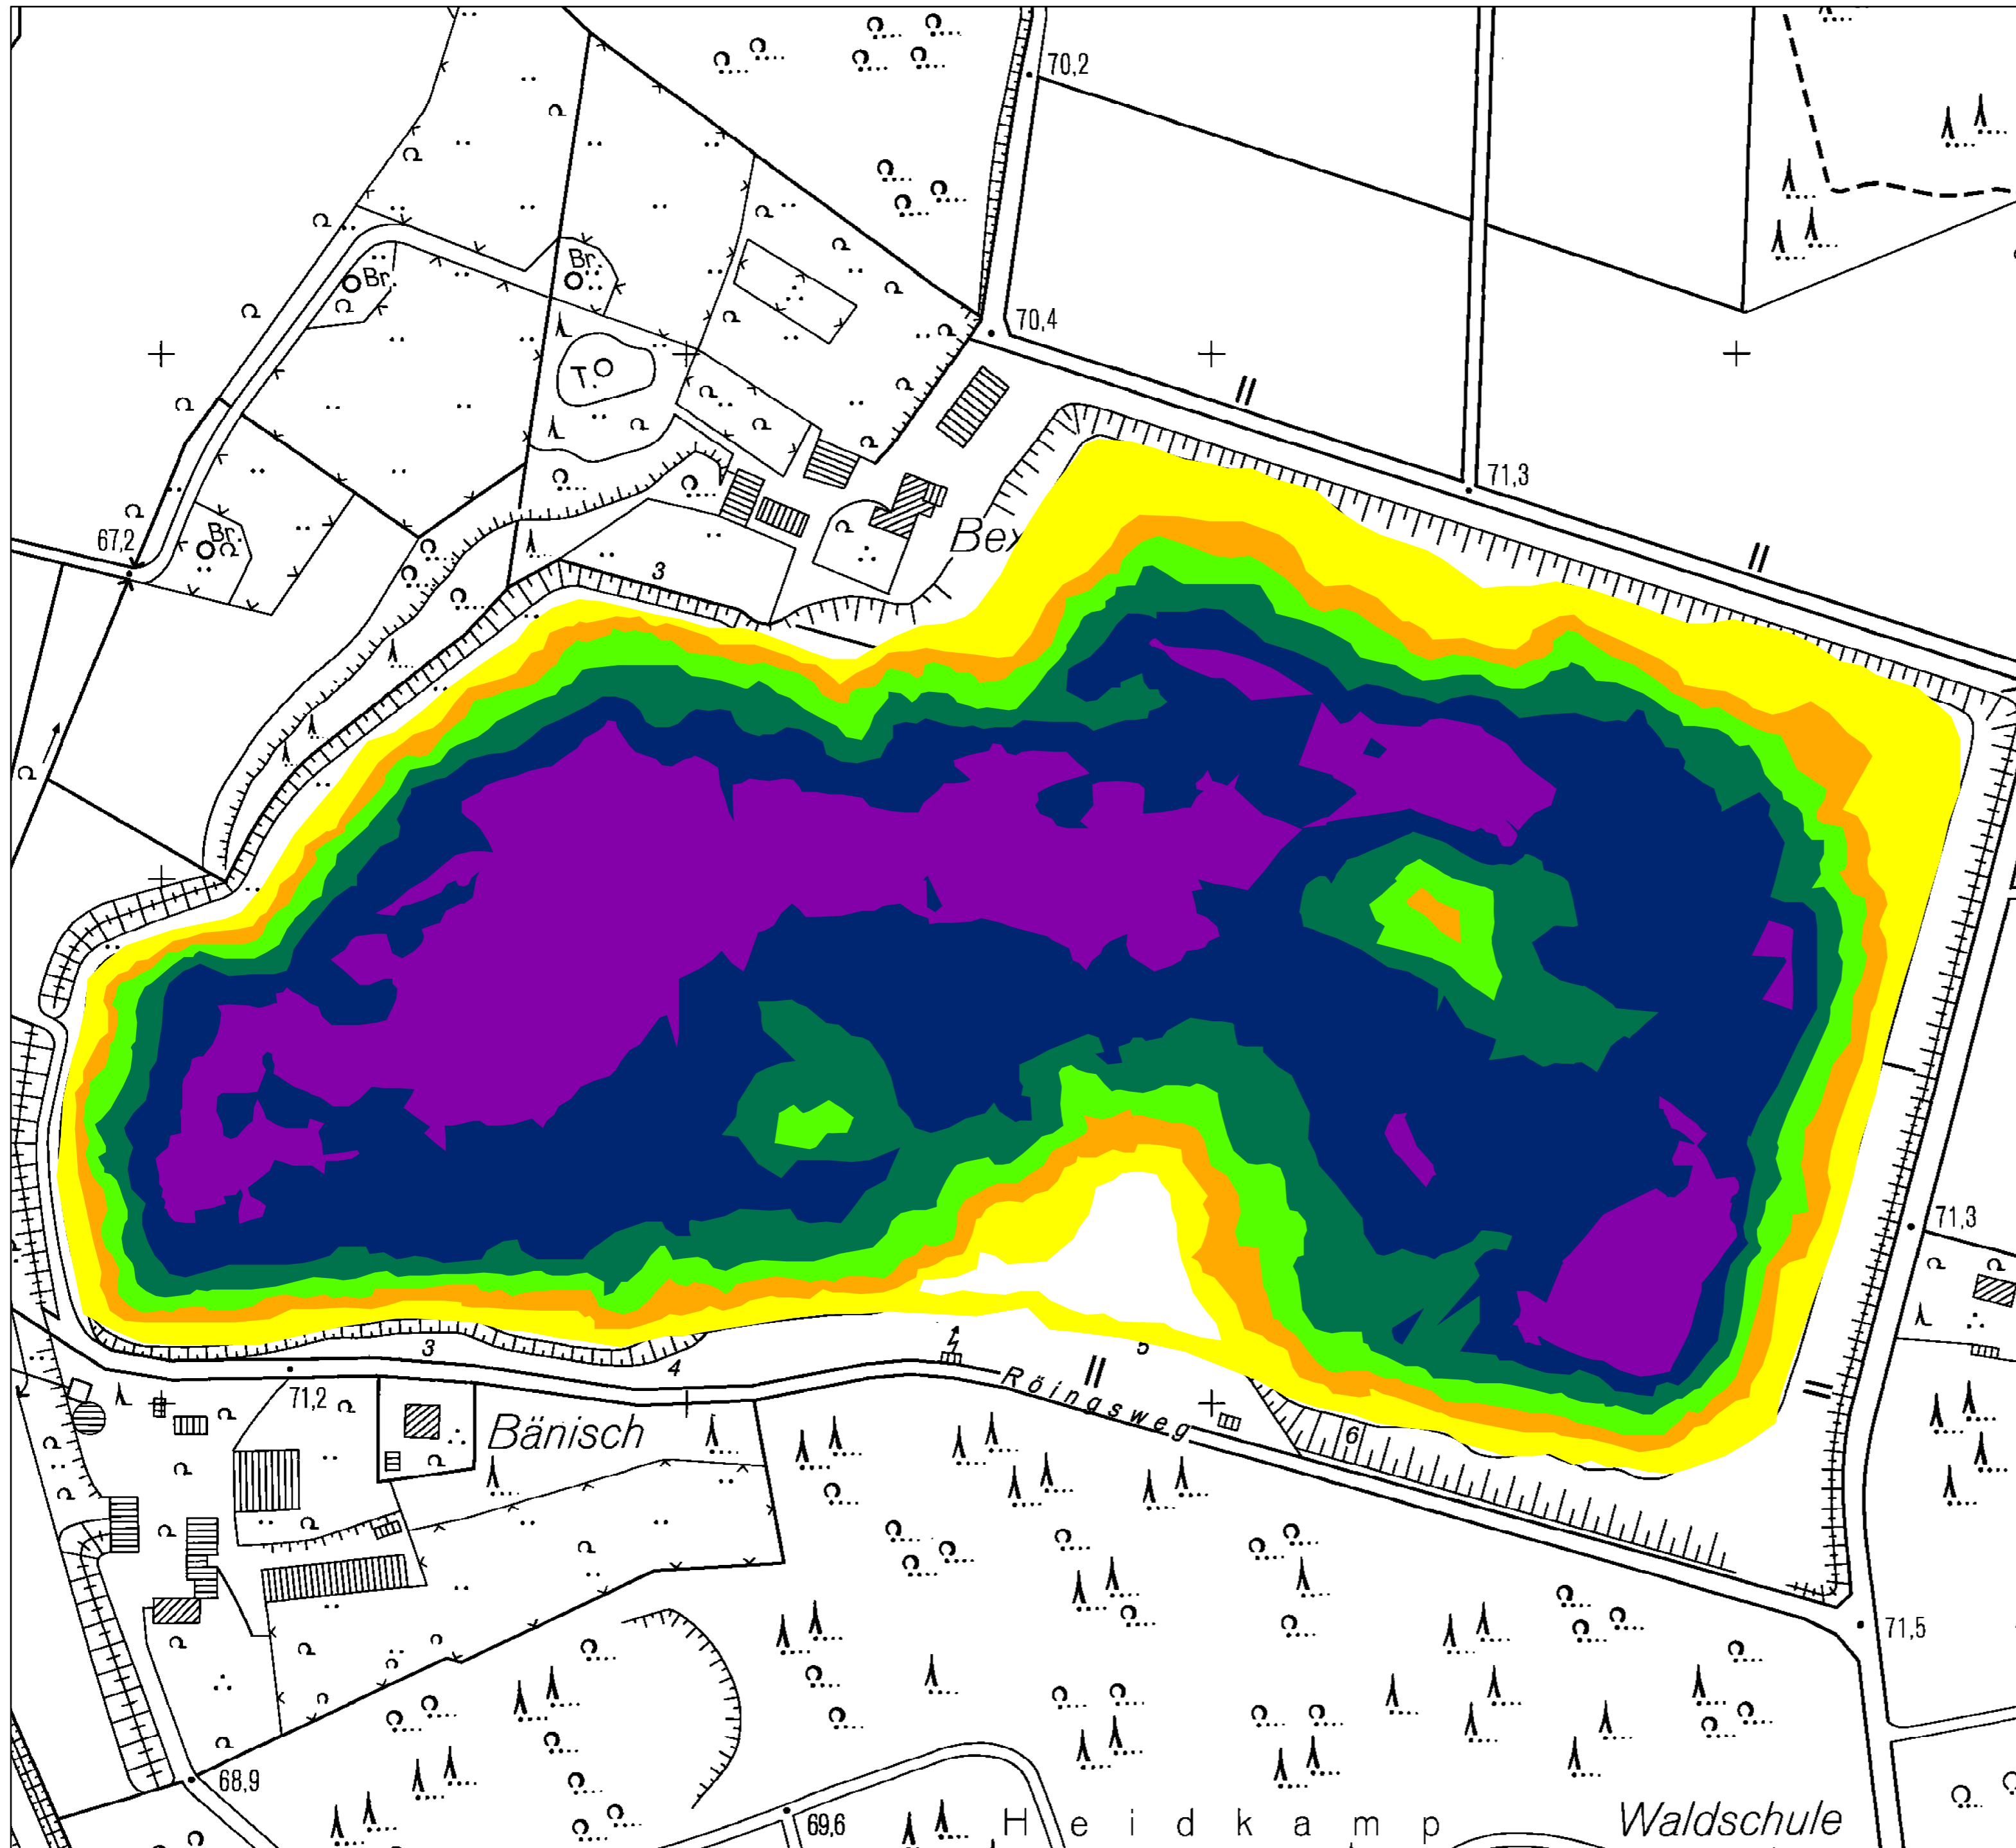 70,2
Br.
Br.
70,4
T.
71,3
Bex
67,2
Br.
3
71,3
3
4
5
71,2
Röingsweg
Bänisch
6
71,5
68,9
69,6
Heidkamp
Waldschule